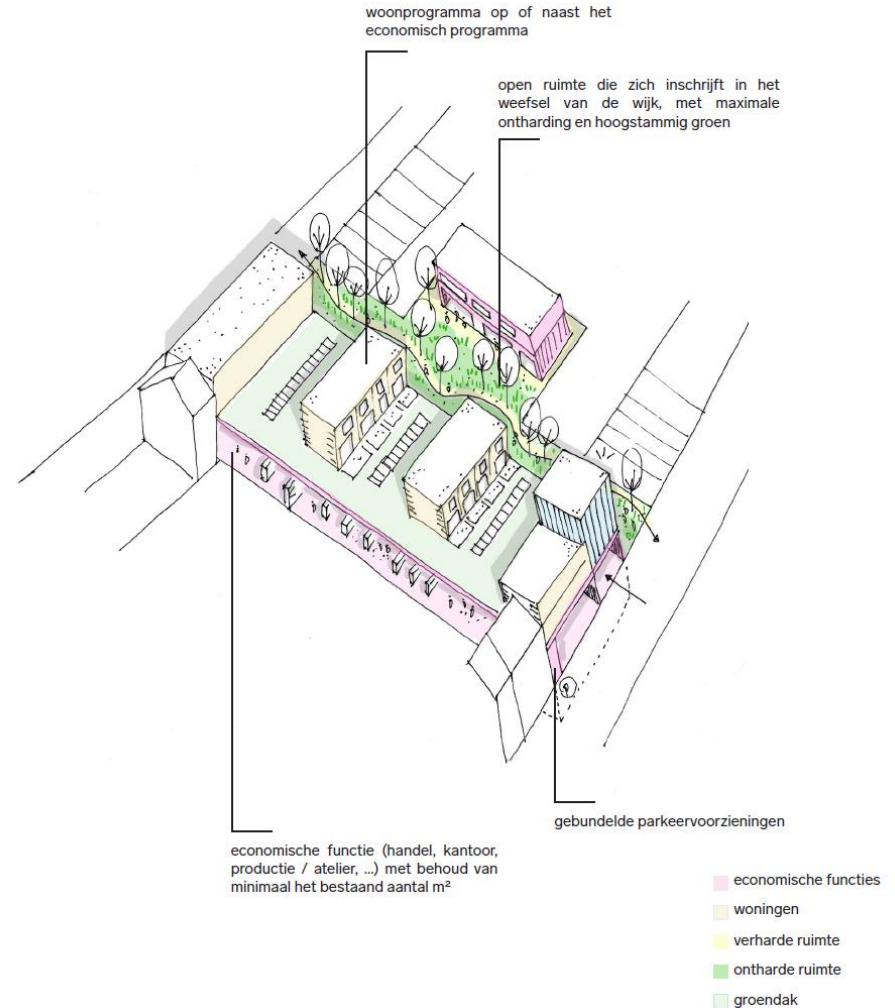 woonprogramma op of naast het
economisch programma
open ruimte die zich inschrijft in het
weefsel van de wijk, met maximale
ontharding en hoogstammig groen
gebundelde parkeervoorzieningen
economische functie (handel, kantoor,
productie / atelier, ...) met behoud van
minimaal het bestaand aantal m²
economische functies
woningen
verharde ruimte
ontharde ruimte
groendak